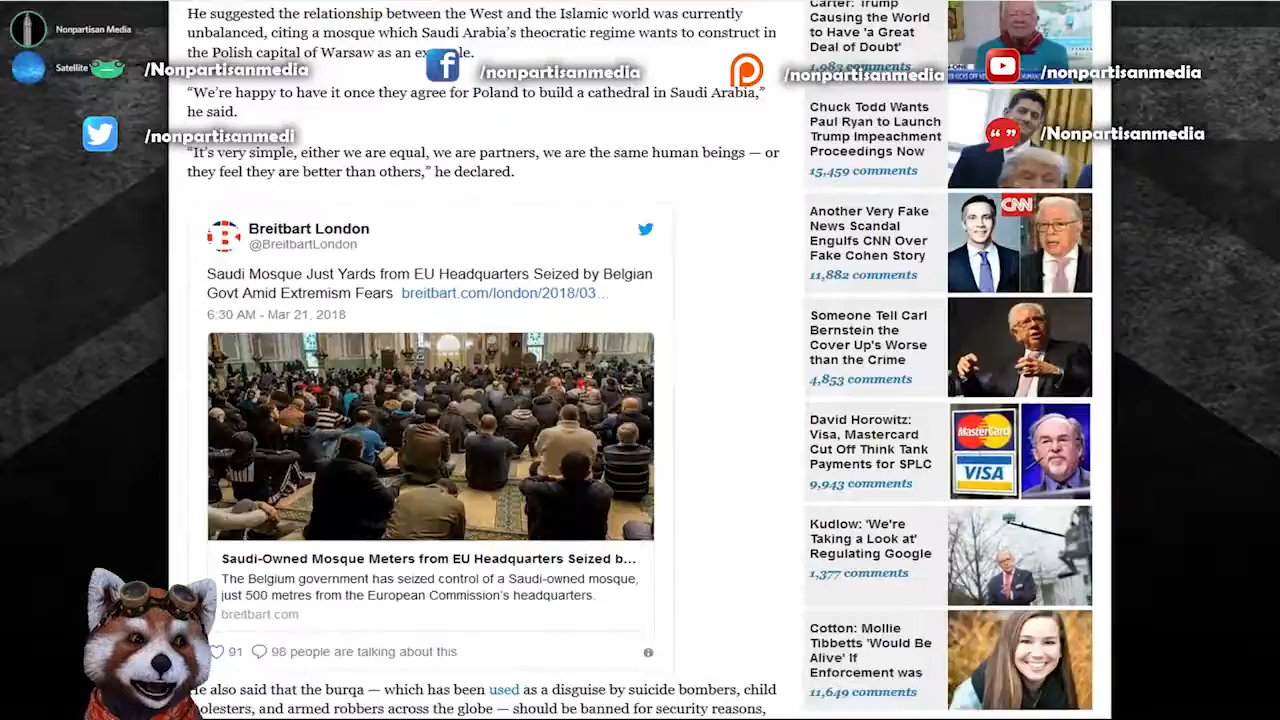 He suggested the relationship between the West and the Islamic world was currently
unbalanced, citing que which Saudi Arabia's theocratic regime wants to construct in
the Polish capital of as an
"We're happy to have it once they agree for Poland to build a cathedral in Saudi Arabia,"
he said.
"It's very simple, either we are equal, we are partners, we are the same human beings — or
they feel they are better than others," he declared.
Nonpartisan Media
Satellite
/Nonpartisanmedia
/nonpartisanmedia
/nonpartisanmedia
/nonpartisanmedia
/nonpartisanmedi
/Nonpartisanmedia
Breitbart London
@BreitbartLondon
Saudi Mosque Just Yards from EU Headquarters Seized by Belgian
Govt Amid Extremism Fears breitbart.com/london/2018/03...
6:30 AM - Mar 21, 2018
Saudi-Owned Mosque Meters from EU Headquarters Seized b...
The Belgium government has seized control of a Saudi-owned mosque,
just 500 meters from the European Commission's headquarters.
breitbart.com
91 98 people are talking about this
He also said that the burqa — which has been used as a disguise by suicide bombers, child
molesters and armed robbers across the globe — should be banned for security reasons,
Carter: Trump
Causing the World
to Have 'a Great
Deal of Doubt'
1,983 comments
Chuck Todd Wants
Paul Ryan to Launch
Trump Impeachment
Proceedings Now
15,459 comments
Another Very Fake
News Scandal
Engulfs CNN Over
Fake Cohen Story
11,882 comments
CNN
Someone Tell Carl
Bernstein the
Cover Up's Worse
than the Crime
4,853 comments
David Horowitz:
Visa, Mastercard
Cut Off Think Tank
Payments for SPLC
9,943 comments
MasterCard
VISA
Kudlow: 'We're
Taking a Look at'
Regulating Google
1,377 comments
Cotton: Mollie
Tibbetts 'Would Be
Alive' If
Enforcement was
11,649 comments